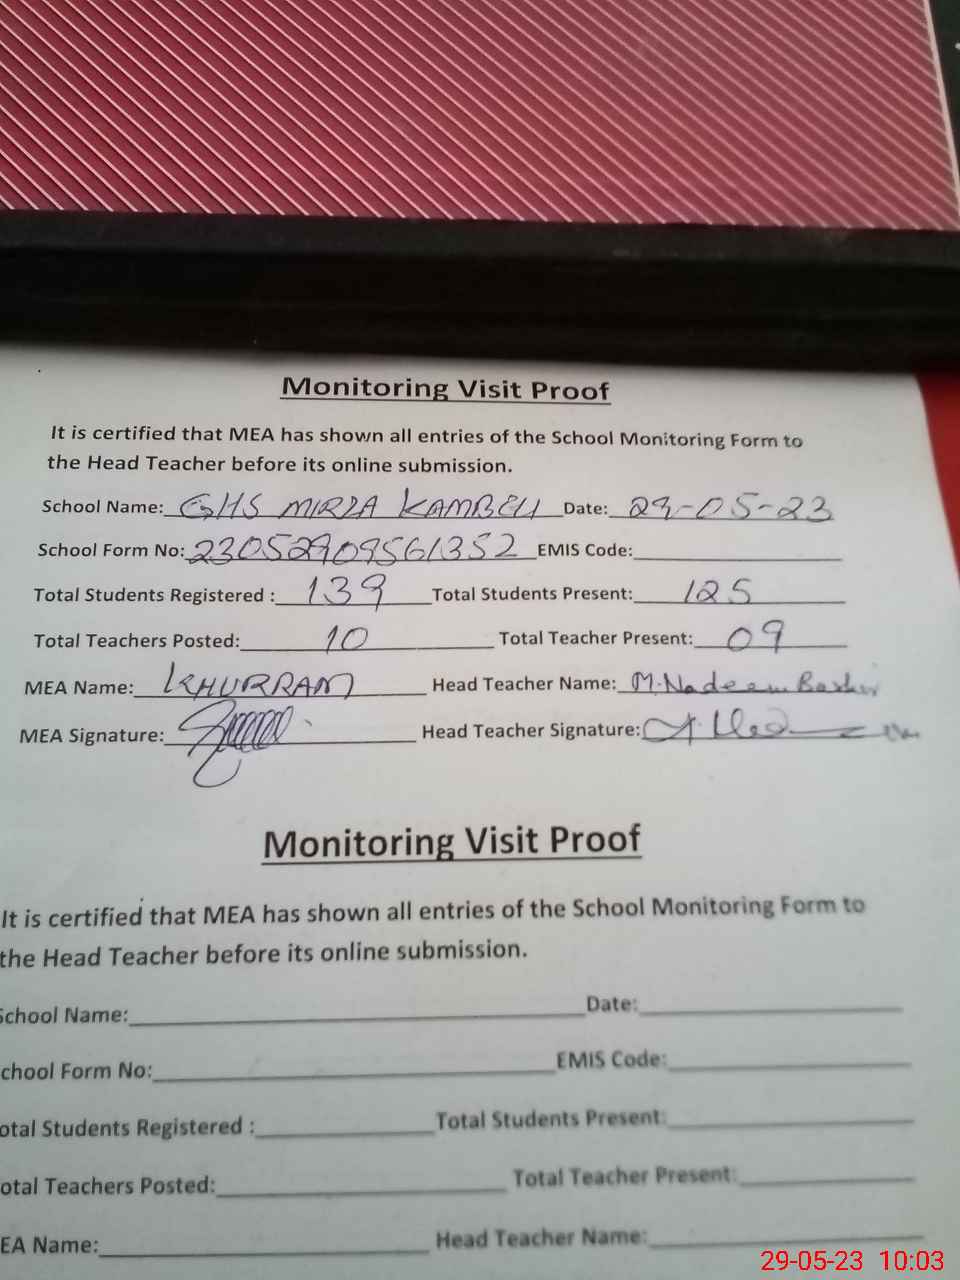 Monitoring Visit Proof
It is certified that MEA has shown all entries of the School Monitoring Form to
the Head Teacher before its online submission.
School Name: GHS MIRZA KAMBEH Date: 29-05-23
School Form No: 23052909561352 EMIS Code:
Total Students Registered : 139 Total Students Present: 125
Total Teachers Posted: 10 Total Teacher Present: 09
MEA Name: KHURRAM Head Teacher Name: M. Nadeem
MEA Signature: Head Teacher Signature:
Monitoring Visit Proof
It is certified that MEA has shown all entries of the School Monitoring Form to
the Head Teacher before its online submission.
School Name: Date:
chool Form No: EMIS Code:
otal Students Registered : Total Students Present:
otal Teachers Posted: Total Teacher Present:
EA Name: Head Teacher Name:
29-05-23 10:03